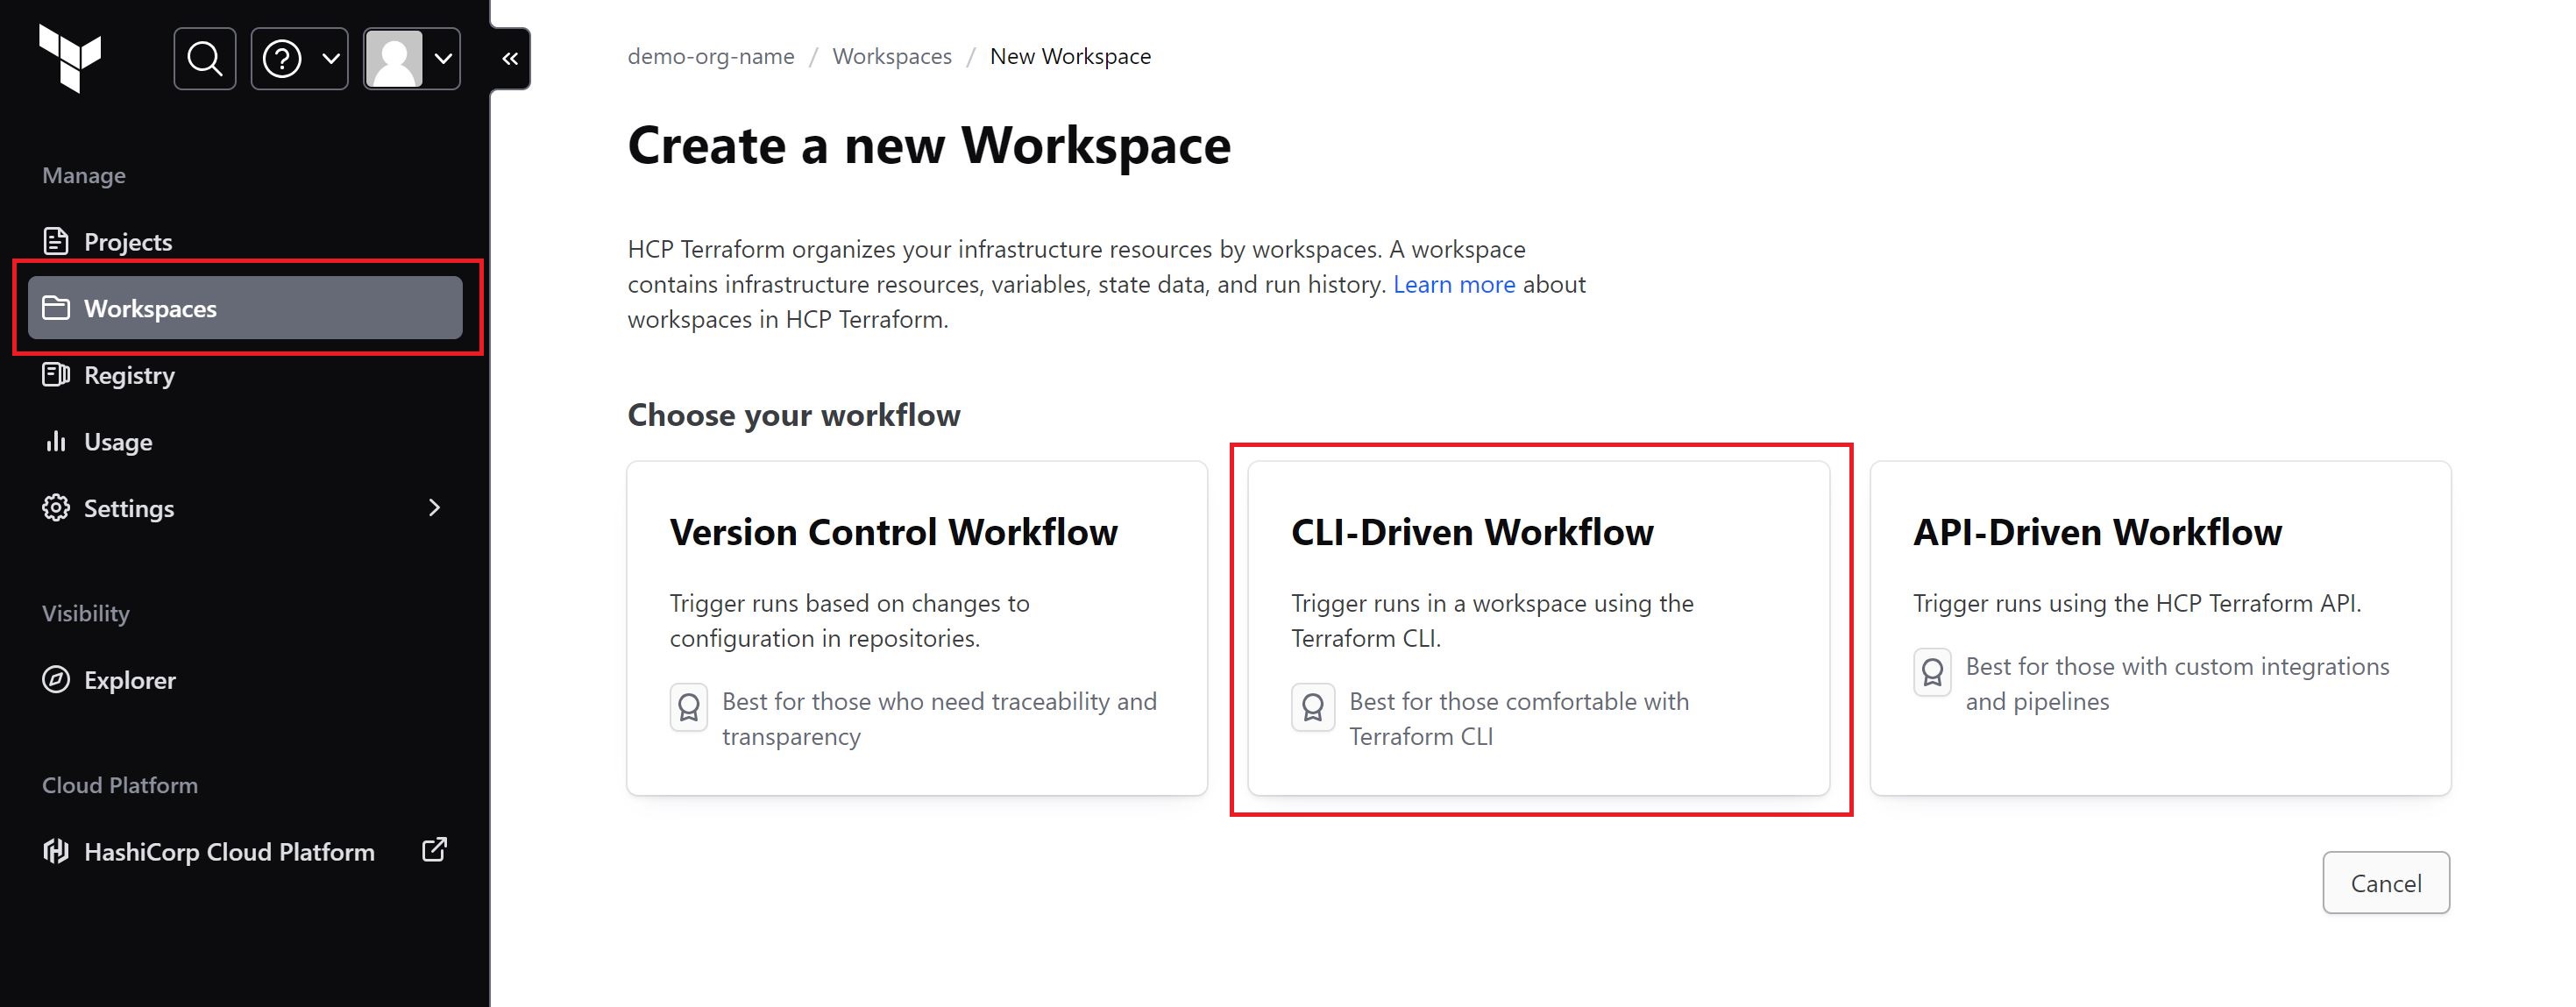 Manage
Projects
Workspaces
Registry
Usage
Settings
Visibility
Explorer
Cloud Platform
HashiCorp Cloud Platform
demo-org-name / Workspaces / New Workspace
Create a new Workspace
HCP Terraform organizes your infrastructure resources by workspaces. A workspace
contains infrastructure resources, variables, state data, and run history. Learn more about
workspaces in HCP Terraform.
Choose your workflow
Version Control Workflow
Trigger runs based on changes to
configuration in repositories.
Best for those who need traceability and
transparency
CLI-Driven Workflow
Trigger runs in a workspace using the
Terraform CLI.
Best for those comfortable with
Terraform CLI
API-Driven Workflow
Trigger runs using the HCP Terraform API.
Best for those with custom integrations
and pipelines
Cancel